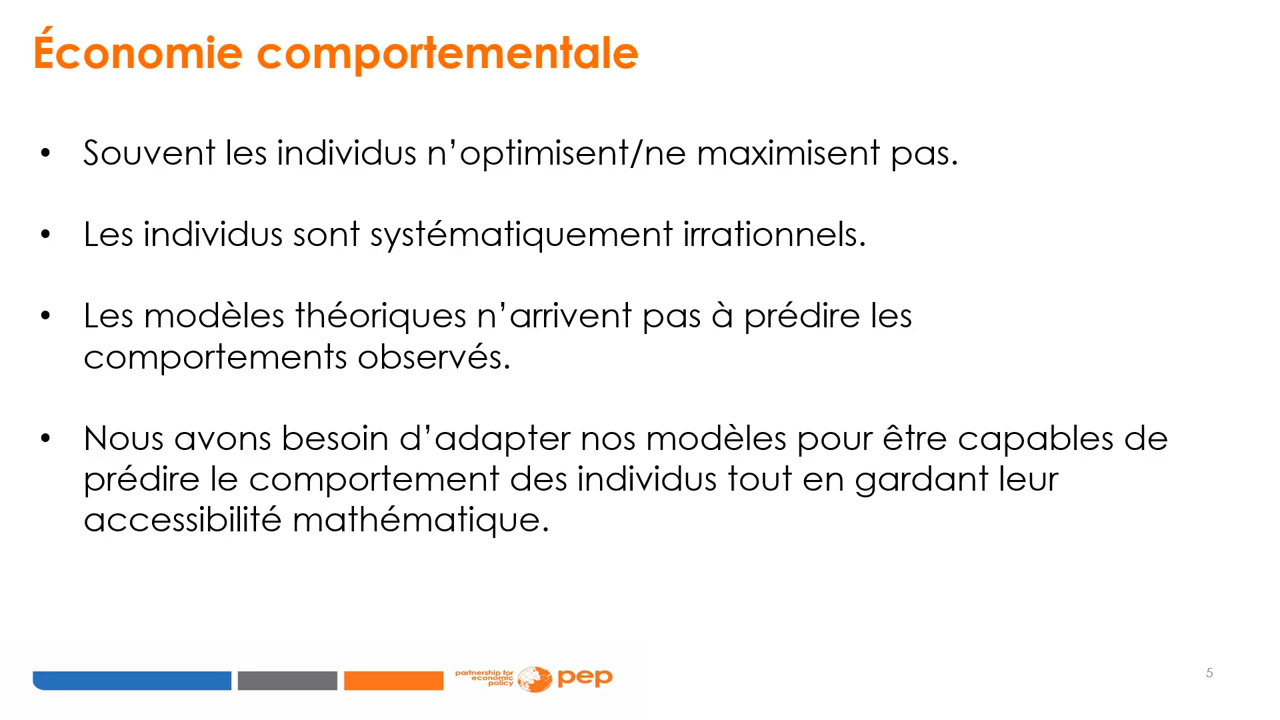 Économie comportementale
• Souvent les individus n’optimisent/ne maximisent pas.
• Les individus sont systématiquement irrationnels.
• Les modèles théoriques n’arrivent pas à prédire les
comportements observés.
• Nous avons besoin d’adapter nos modèles pour être capables de
prédire le comportement des individus tout en gardant leur
accessibilité mathématique.
partnership for
economic
policy
pep
5